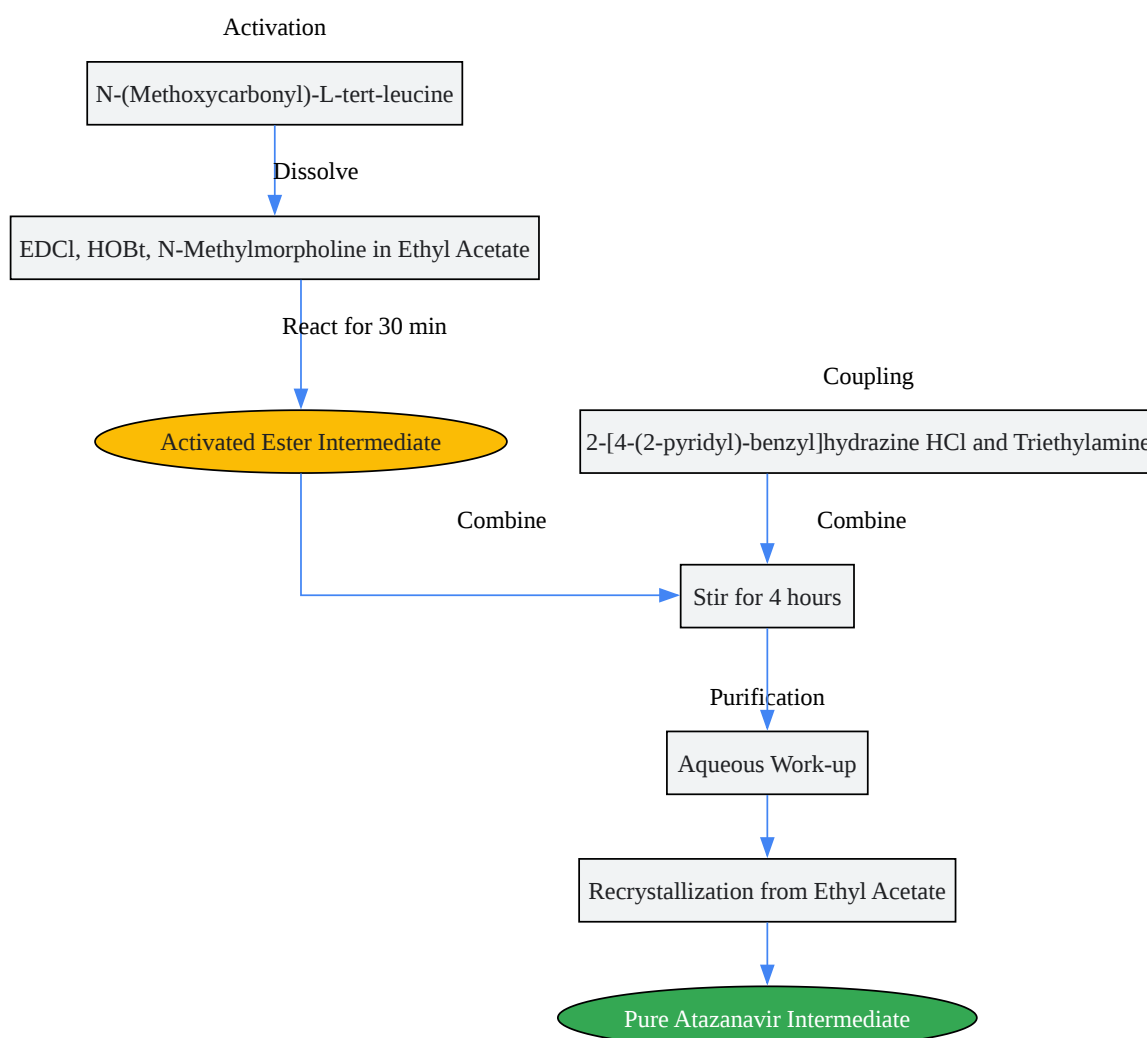 Activation
N-(Methoxycarbonyl)-L-tert-leucine
Dissolve
EDCl, HOBt, N-Methylmorpholine in Ethyl Acetate
React for 30 min
Activated Ester Intermediate
Coupling
2-[4-(2-pyridyl)-benzyl]hydrazine HCl and Triethylamine
Combine
Combine
Stir for 4 hours
Purification
Aqueous Work-up
Recrystallization from Ethyl Acetate
Pure Atazanavir Intermediate